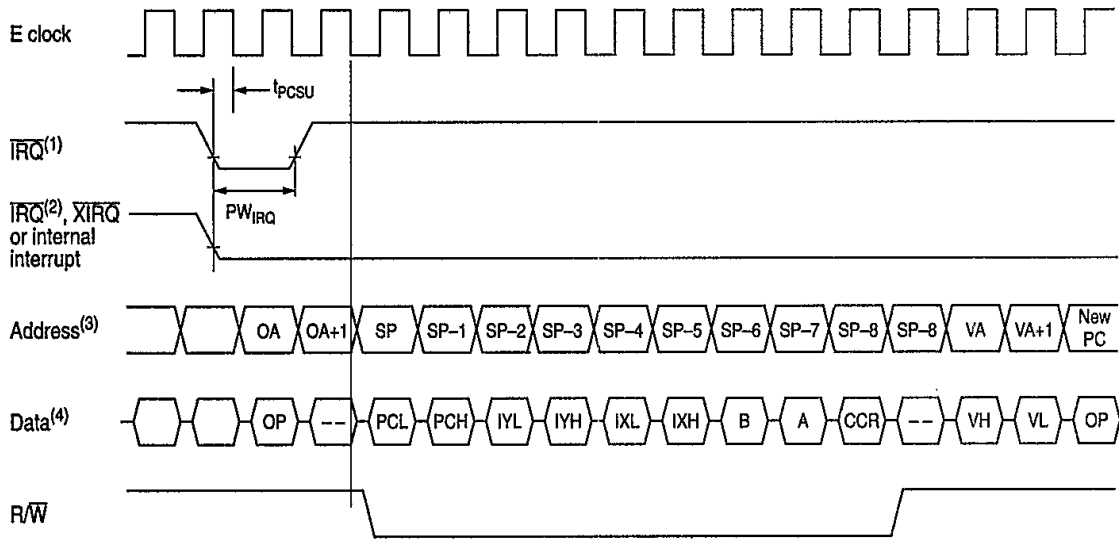 E clock
tPCSU
IRQ(1)
PWIRQ
IRQ(2), XIRQ
or internal
interrupt
Address(3)
OA OA+1 SP SP–1 SP–2 SP–3 SP–4 SP–5 SP–6 SP–7 SP–8 SP–8 VA VA+1 New
PC
Data(4)
OP –– PCL PCH IYL IYH IXL IXH B A CCR –– VH VL OP
R/W